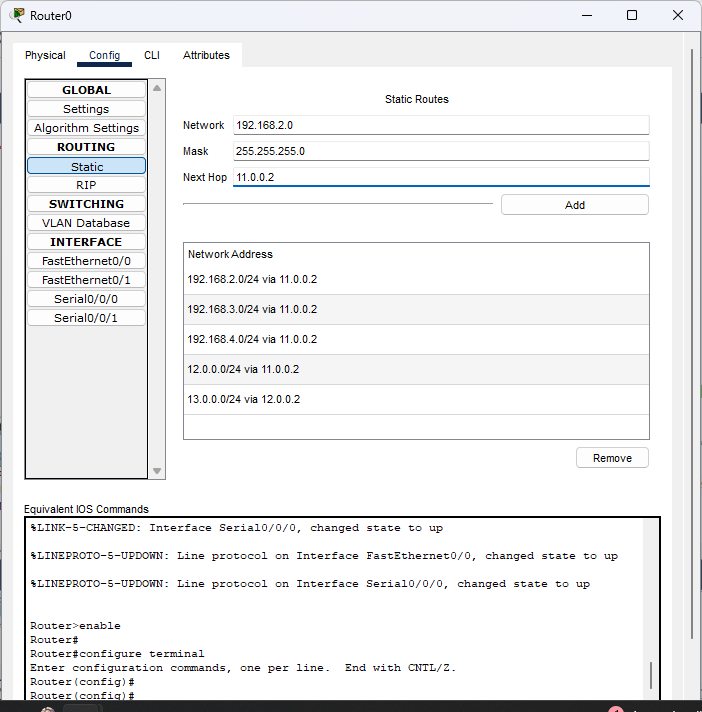 Router0
Physical Config CLI Attributes
GLOBAL
Settings
Algorithm Settings
ROUTING
Static
RIP
SWITCHING
VLAN Database
INTERFACE
FastEthernet0/0
FastEthernet0/1
Serial0/0/0
Serial0/0/1
Static Routes
Network 192.168.2.0
Mask 255.255.255.0
Next Hop 11.0.0.2
Add
Network Address
192.168.2.0/24 via 11.0.0.2
192.168.3.0/24 via 11.0.0.2
192.168.4.0/24 via 11.0.0.2
12.0.0.0/24 via 11.0.0.2
13.0.0.0/24 via 12.0.0.2
Remove
Equivalent IOS Commands
%LINK-5-CHANGED: Interface Serial0/0/0, changed state to up
%LINEPROTO-5-UPDOWN: Line protocol on Interface FastEthernet0/0, changed state to up
%LINEPROTO-5-UPDOWN: Line protocol on Interface Serial0/0/0, changed state to up
Router>enable
Router#
Router#configure terminal
Enter configuration commands, one per line. End with CNTL/Z.
Router(config)#
Router(config)#